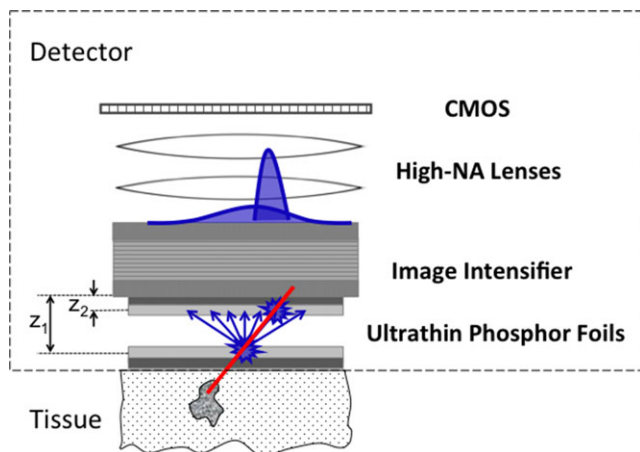 Detector
CMOS
High-NA Lenses
Image Intensifier
z₂
z₁
Ultrathin Phosphor Foils
Tissue